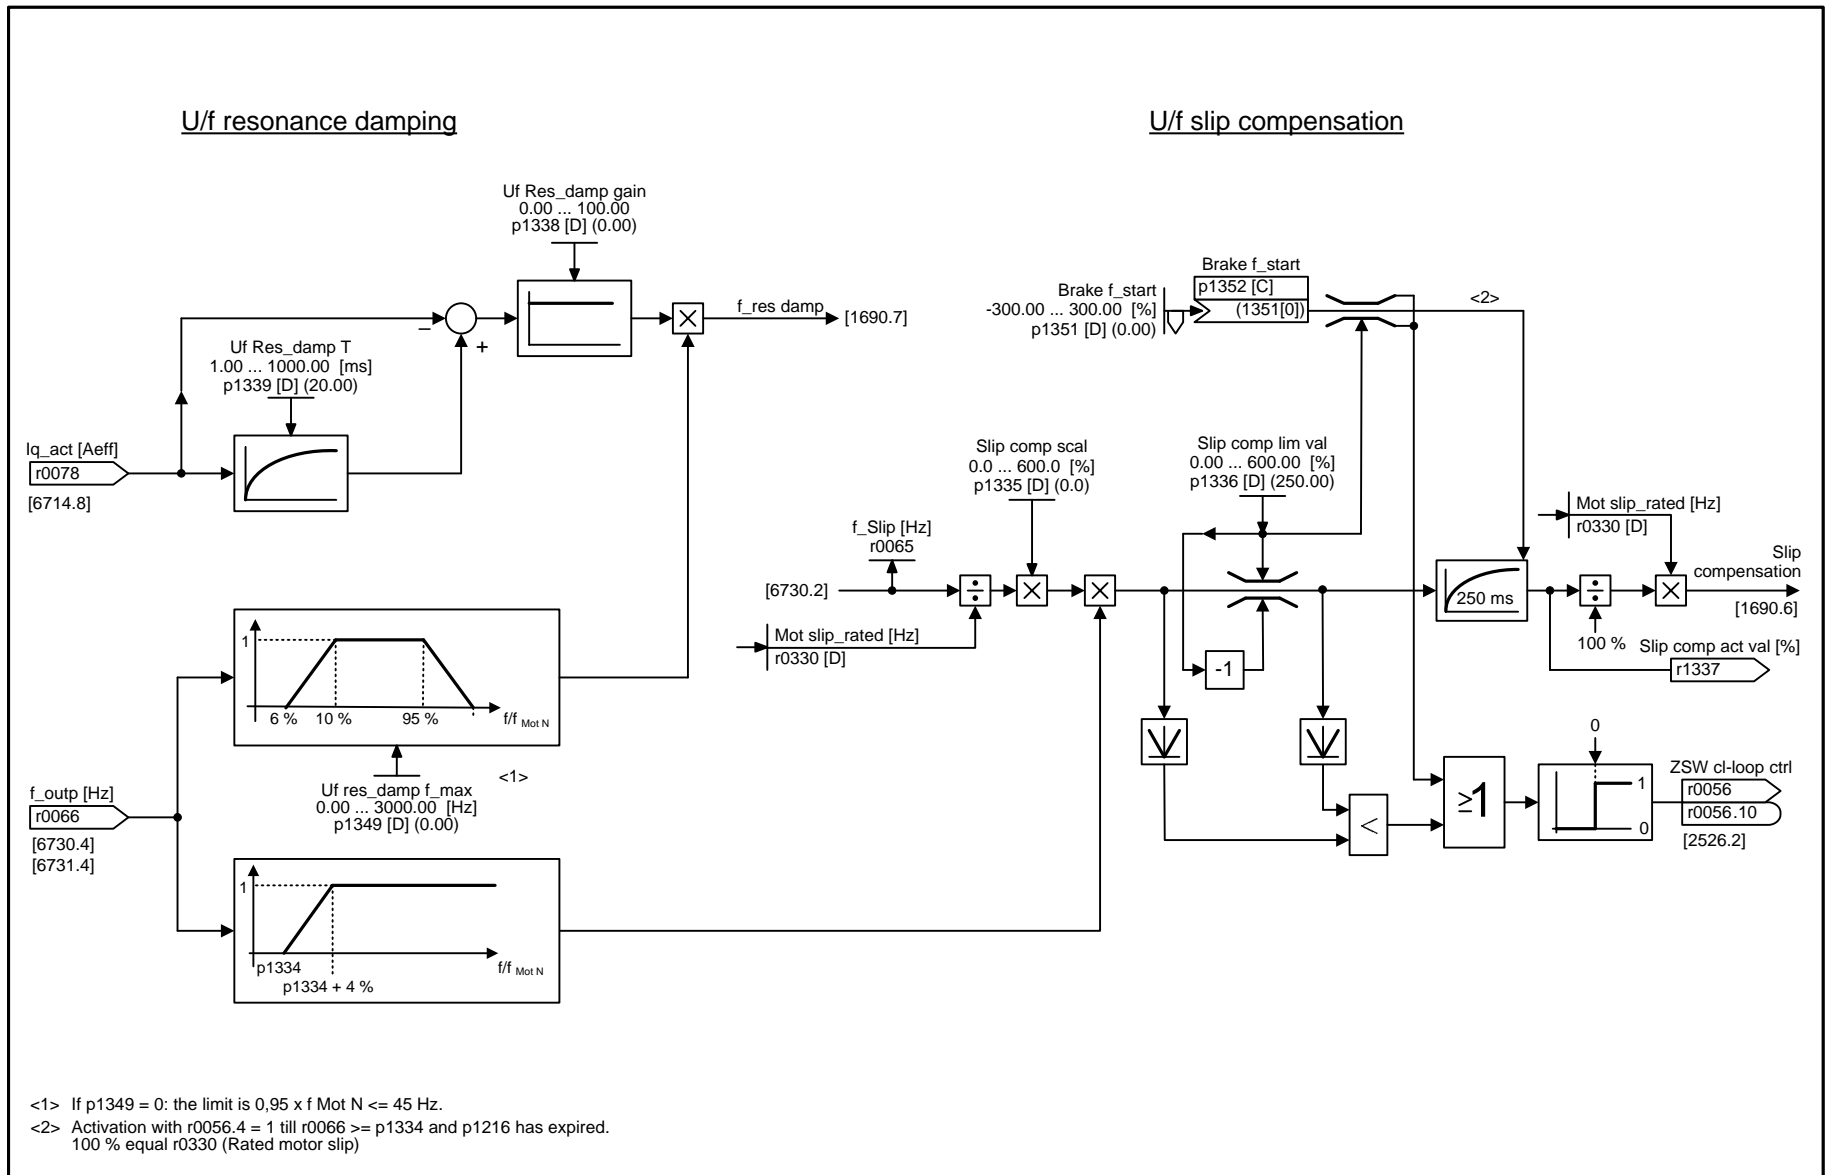 U/f resonance damping
U/f slip compensation
Uf Res_damp gain
0.00 ... 100.00
p1338 [D] (0.00)
f_res damp
[1690.7]
–
+
Uf Res_damp T
1.00 ... 1000.00 [ms]
p1339 [D] (20.00)
Iq_act [Aeff]
r0078
[6714.8]
1
6 %
10 %
95 %
f/f Mot N
<1>
Uf res_damp f_max
0.00 ... 3000.00 [Hz]
p1349 [D] (0.00)
f_outp [Hz]
r0066
[6730.4]
[6731.4]
1
p1334
p1334 + 4 %
f/f Mot N
Brake f_start
-300.00 ... 300.00 [%]
p1351 [D] (0.00)
Brake f_start
p1352 [C]
(1351[0])
<2>
Slip comp scal
0.0 ... 600.0 [%]
p1335 [D] (0.0)
Slip comp lim val
0.00 ... 600.00 [%]
p1336 [D] (250.00)
f_Slip [Hz]
r0065
[6730.2]
÷
×
×
Mot slip_rated [Hz]
r0330 [D]
-1
250 ms
÷
100 %
×
Mot slip_rated [Hz]
r0330 [D]
Slip
compensation
[1690.6]
Slip comp act val [%]
r1337
<
≥1
0
1
0
ZSW cl-loop ctrl
r0056
r0056.10
[2526.2]
<1> If p1349 = 0: the limit is 0,95 x f Mot N <= 45 Hz.
<2> Activation with r0056.4 = 1 till r0066 >= p1334 and p1216 has expired.
100 % equal r0330 (Rated motor slip)